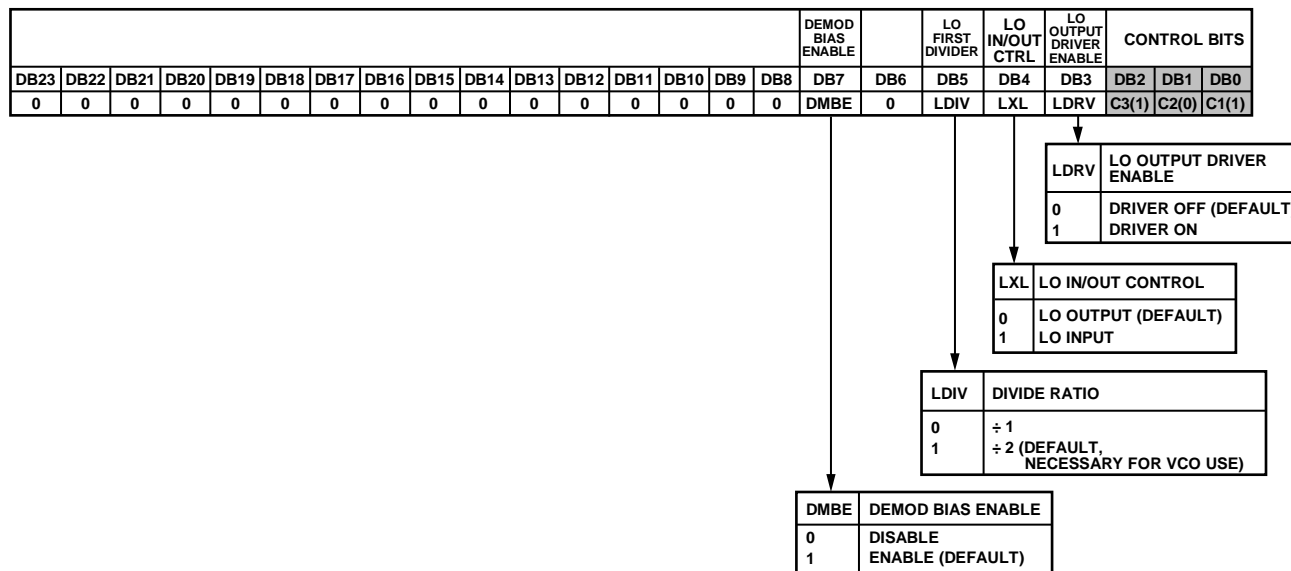 DEMOD BIAS ENABLE
LO FIRST DIVIDER
LO IN/OUT CTRL
LO OUTPUT DRIVER ENABLE
CONTROL BITS
DB23 DB22 DB21 DB20 DB19 DB18 DB17 DB16 DB15 DB14 DB13 DB12 DB11 DB10 DB9 DB8 DB7 DB6 DB5 DB4 DB3 DB2 DB1 DB0
0 0 0 0 0 0 0 0 0 0 0 0 0 0 0 0 DMBE 0 LDIV LXL LDRV C3(1) C2(0) C1(1)
LDRV LO OUTPUT DRIVER
ENABLE
0 DRIVER OFF (DEFAULT
1 DRIVER ON
LXL LO IN/OUT CONTROL
0 LO OUTPUT (DEFAULT)
1 LO INPUT
LDIV DIVIDE RATIO
0 ÷ 1
1 ÷ 2 (DEFAULT,
NECESSARY FOR VCO USE)
DMBE DEMOD BIAS ENABLE
0 DISABLE
1 ENABLE (DEFAULT)